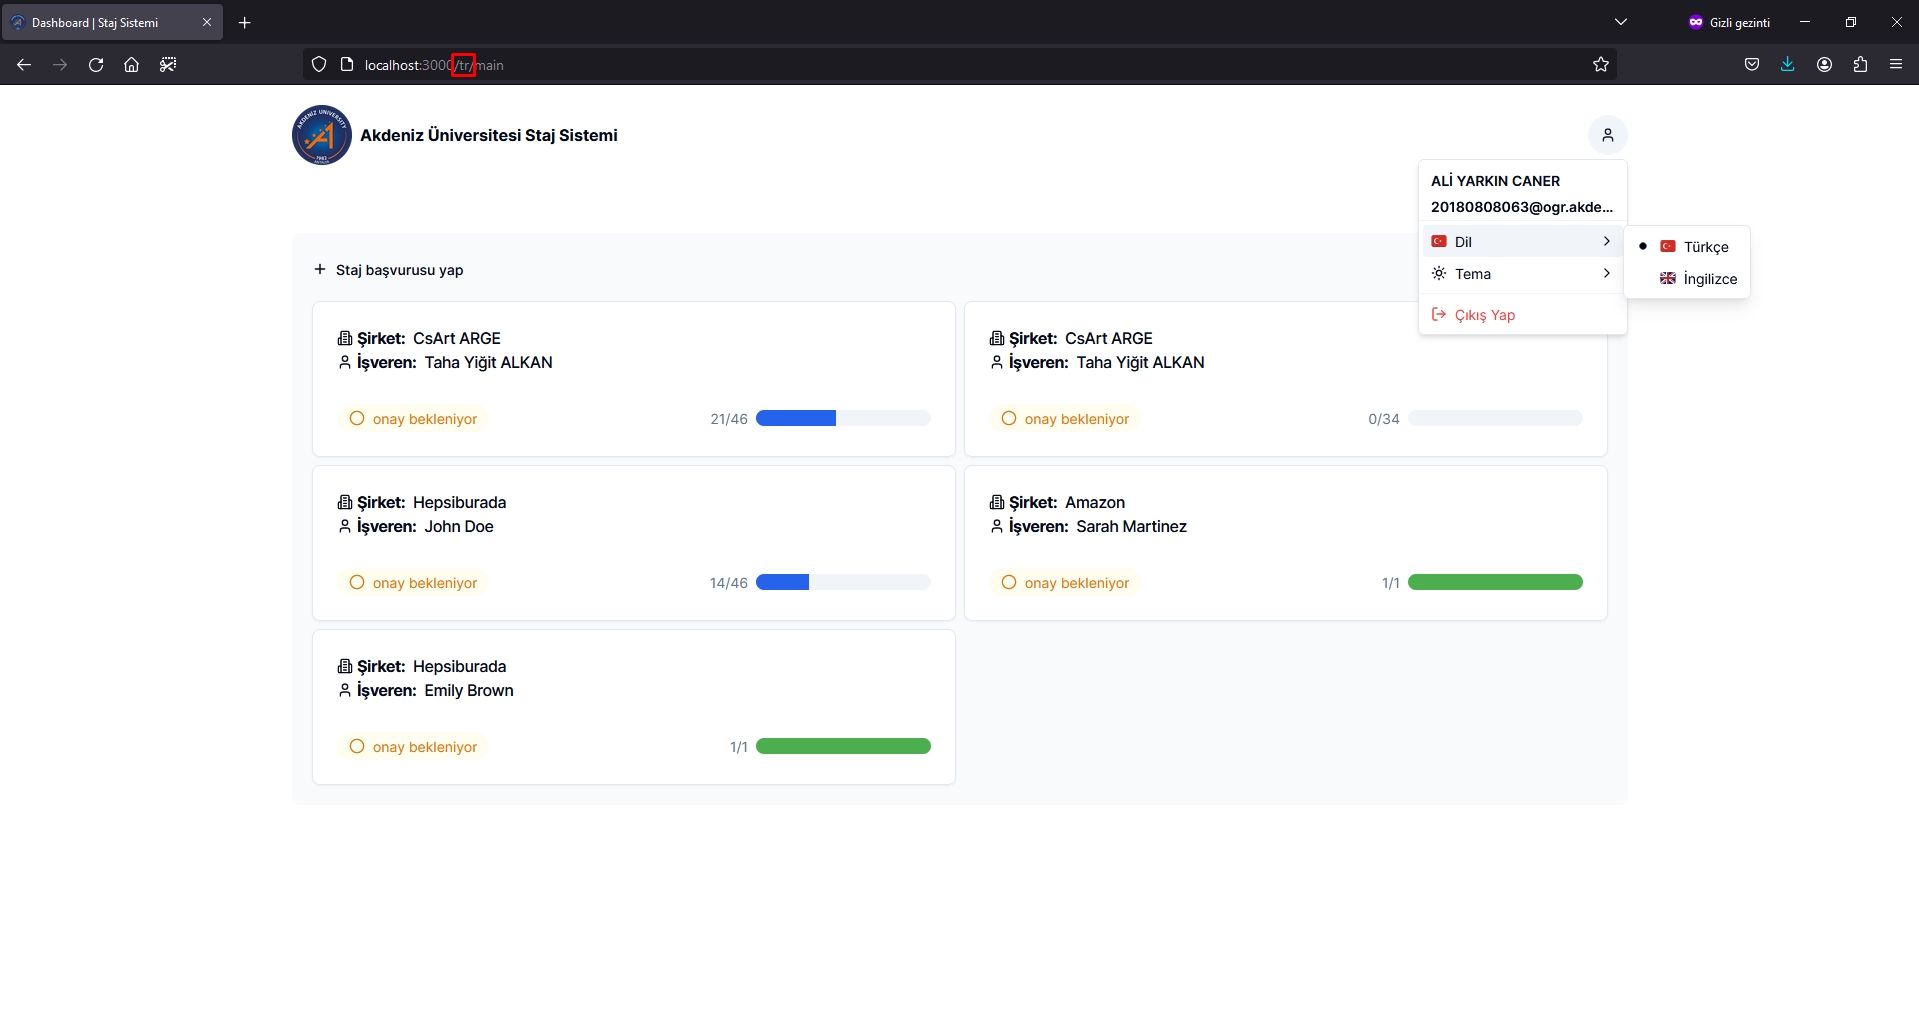 Dashboard | Staj Sistemi
Gizli gezinti
localhost:3000/tr/main
AKDENIZ UNIVERSITY
1982
Akdeniz Üniversitesi Staj Sistemi
ALİ YARKIN CANER
20180808063@ogr.akde...
Dil
Türkçe
İngilizce
Tema
Çıkış Yap
+ Staj başvurusu yap
Şirket: CsArt ARGE
İşveren: Taha Yiğit ALKAN
onay bekleniyor 21/46
Şirket: CsArt ARGE
İşveren: Taha Yiğit ALKAN
onay bekleniyor 0/34
Şirket: Hepsiburada
İşveren: John Doe
onay bekleniyor 14/46
Şirket: Amazon
İşveren: Sarah Martinez
onay bekleniyor 1/1
Şirket: Hepsiburada
İşveren: Emily Brown
onay bekleniyor 1/1